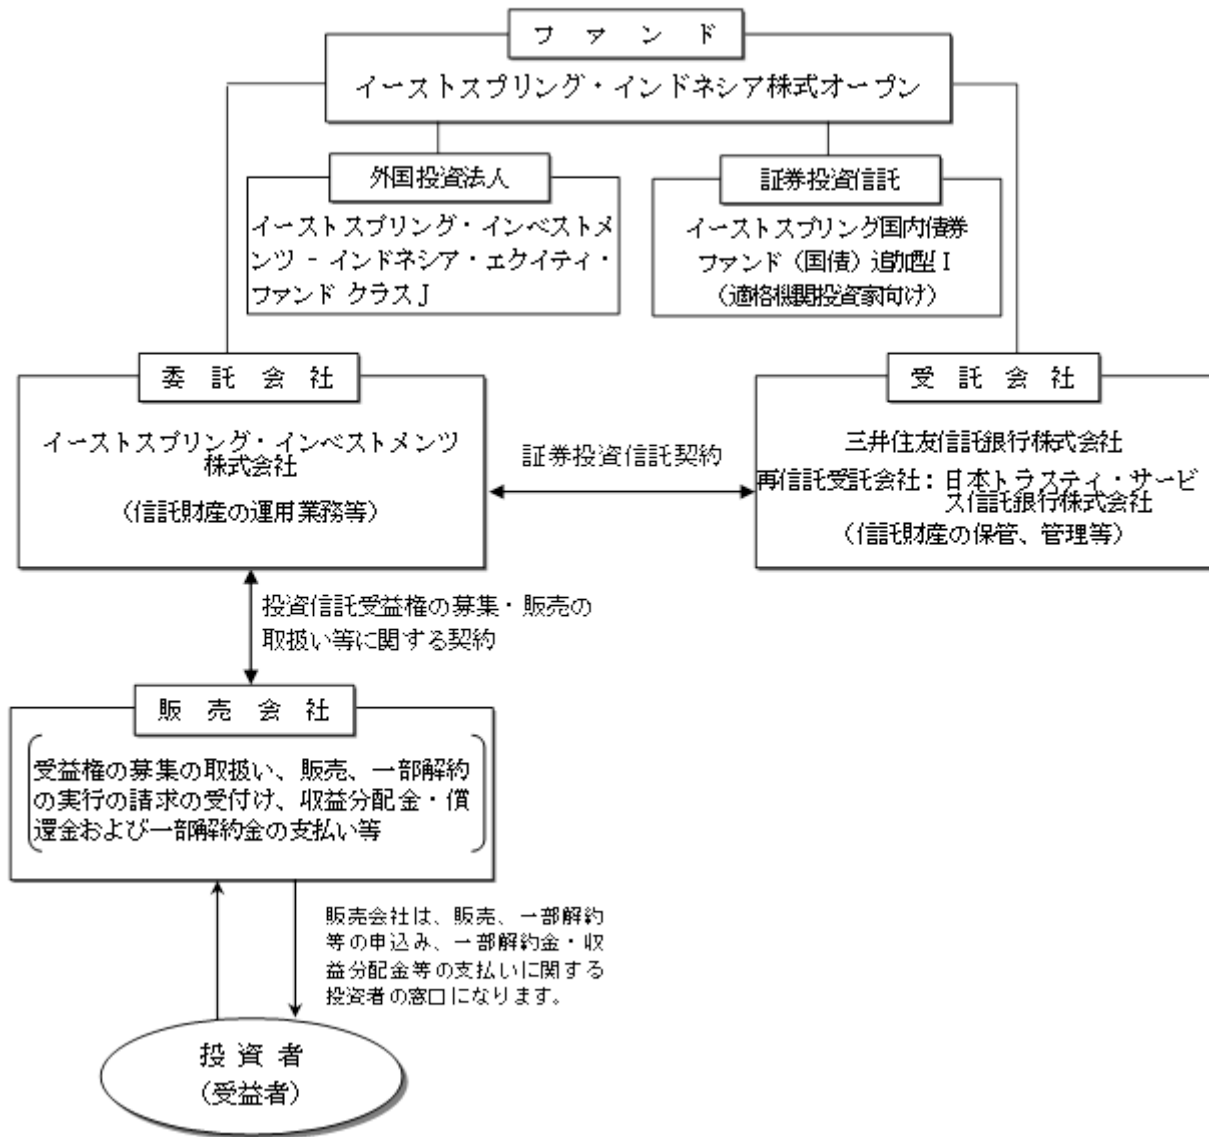 ファンド
イーストスプリング・インドネシア株式オープン
外国投資法人
イーストスプリング・インベストメ
ンツ - インドネシア・エクイティ・
ファンド クラスJ
証券投資信託
イーストスプリング国内債券
ファンド（国債）追加型Ⅰ
（適格機関投資家向け）
委託会社
イーストスプリング・インベストメンツ
株式会社
（信託財産の運用業務等）
証券投資信託契約
受託会社
三井住友信託銀行株式会社
再信託受託会社：日本トラスティ・サービ
ス信託銀行株式会社
（信託財産の保管、管理等）
投資信託受益権の募集・販売の
取扱い等に関する契約
販売会社
受益権の募集の取扱い、販売、一部解約
の実行の請求の受付け、収益分配金・償
還金および一部解約金の支払い等
販売会社は、販売、一部解約
等の申込み、一部解約金・収
益分配金等の支払いに関する
投資者の窓口になります。
投資者
（受益者）